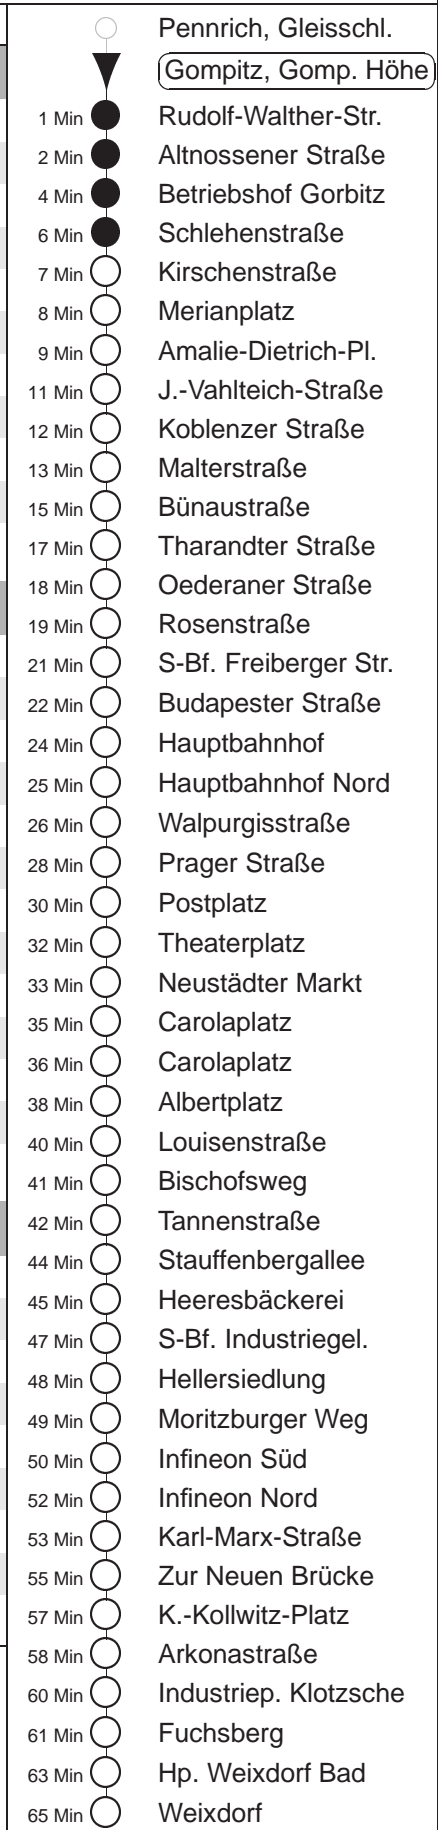 Pennrich, Gleisschl.
Gompitz, Gomp. Höhe
1 Min Rudolf-Walther-Str.
2 Min Altnossener Straße
4 Min Betriebshof Gorbitz
6 Min Schlehenstraße
7 Min Kirschenstraße
8 Min Merianplatz
9 Min Amalie-Dietrich-Pl.
11 Min J.-Vahlteich-Straße
12 Min Koblenzer Straße
13 Min Malterstraße
15 Min Bünaustraße
17 Min Tharandter Straße
18 Min Oederaner Straße
19 Min Rosenstraße
21 Min S-Bf. Freiberger Str.
22 Min Budapester Straße
24 Min Hauptbahnhof
25 Min Hauptbahnhof Nord
26 Min Walpurgisstraße
28 Min Prager Straße
30 Min Postplatz
32 Min Theaterplatz
33 Min Neustädter Markt
35 Min Carolaplatz
36 Min Carolaplatz
38 Min Albertplatz
40 Min Louisenstraße
41 Min Bischofsweg
42 Min Tannenstraße
44 Min Stauffenbergallee
45 Min Heeresbäckerei
47 Min S-Bf. Industriegel.
48 Min Hellersiedlung
49 Min Moritzburger Weg
50 Min Infineon Süd
52 Min Infineon Nord
53 Min Karl-Marx-Straße
55 Min Zur Neuen Brücke
57 Min K.-Kollwitz-Platz
58 Min Arkonastraße
60 Min Industriep. Klotzsche
61 Min Fuchsberg
63 Min Hp. Weixdorf Bad
65 Min Weixdorf